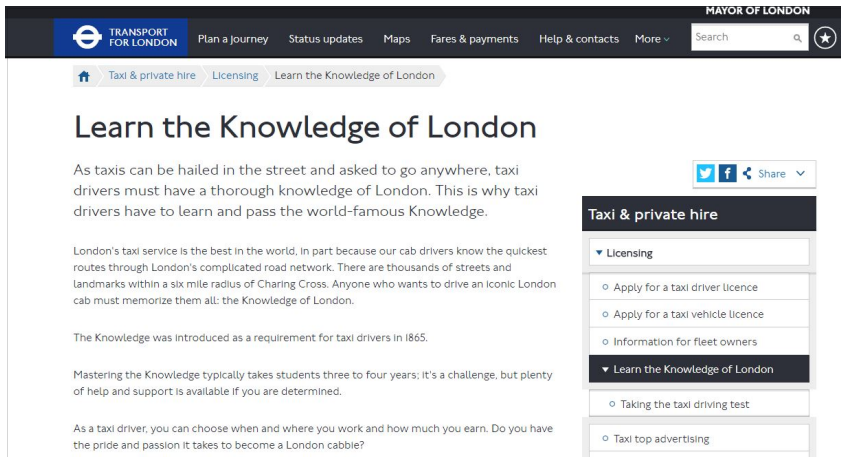 MAYOR OF LONDON
TRANSPORT
FOR LONDON
Plan a journey
Status updates
Maps
Fares & payments
Help & contacts
More
Search
Taxi & private hire
Licensing
Learn the Knowledge of London
Learn the Knowledge of London
As taxis can be hailed in the street and asked to go anywhere, taxi
drivers must have a thorough knowledge of London. This is why taxi
drivers have to learn and pass the world-famous Knowledge.
London's taxi service is the best in the world, in part because our cab drivers know the quickest
routes through London's complicated road network. There are thousands of streets and
landmarks within a six mile radius of Charing Cross. Anyone who wants to drive an iconic London
cab must memorize them all: the Knowledge of London.
The Knowledge was introduced as a requirement for taxi drivers in 1865.
Mastering the Knowledge typically takes students three to four years; it's a challenge, but plenty
of help and support is available if you are determined.
As a taxi driver, you can choose when and where you work and how much you earn. Do you have
the pride and passion it takes to become a London cabbie?
Share
Taxi & private hire
Licensing
Apply for a taxi driver licence
Apply for a taxi vehicle licence
Information for fleet owners
Learn the Knowledge of London
Taking the taxi driving test
Taxi top advertising